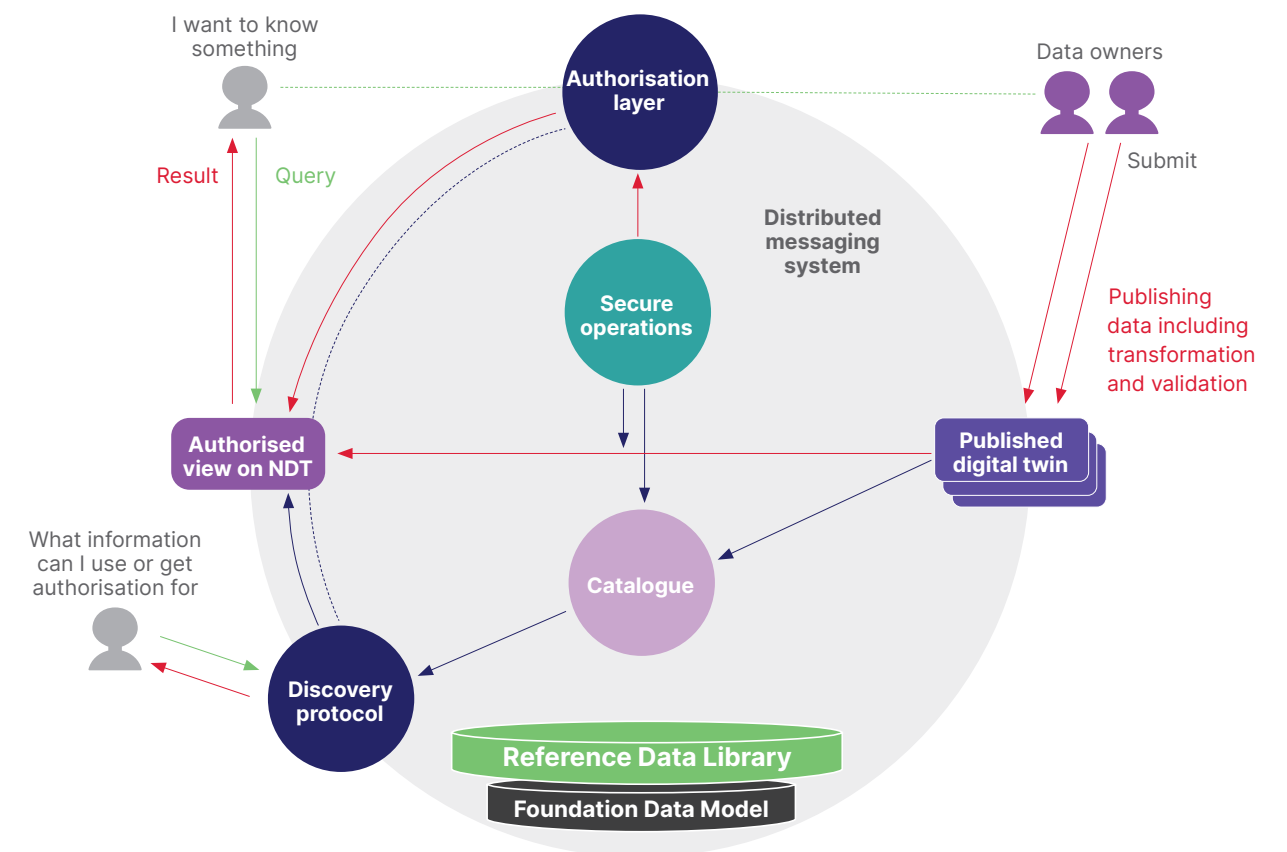 I want to know
something
Authorisation
layer
Data owners
Result
Query
Submit
Distributed
messaging
system
Secure
operations
Publishing
data including
transformation
and validation
Authorised
view on NDT
Published
digital twin
What information
can I use or get
authorisation for
Catalogue
Discovery
protocol
Reference Data Library
Foundation Data Model